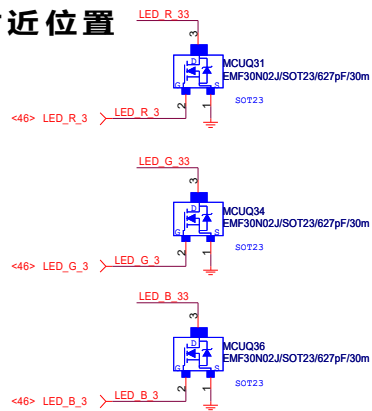 近位置
LED_R_33
3
D
MCUQ31
EMF30N02J/SOT23/627pF/30m
G
S
SOT23
2
1
<46> LED_R_3
LED_R_3
LED_G_33
3
D
MCUQ34
EMF30N02J/SOT23/627pF/30m
G
S
SOT23
2
1
<46> LED_G_3
LED_G_3
LED_B_33
3
D
MCUQ36
EMF30N02J/SOT23/627pF/30m
G
S
SOT23
2
1
<46> LED_B_3
LED_B_3